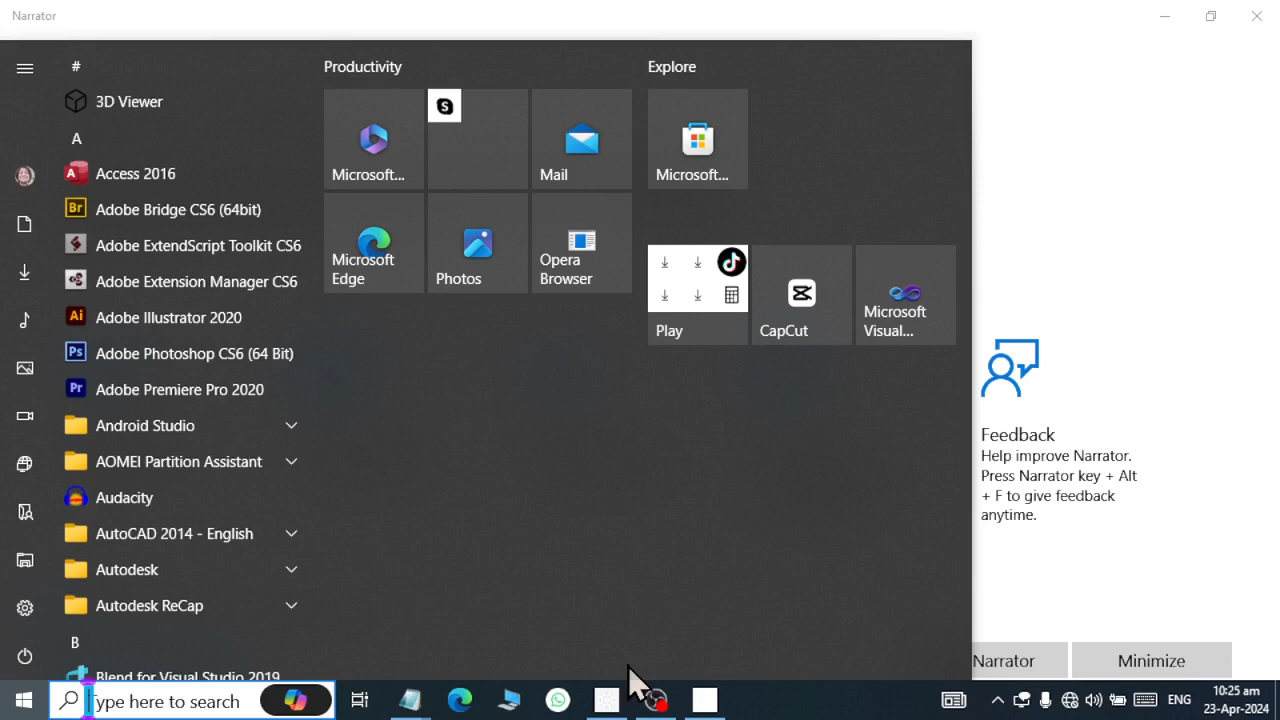 Narrator
#
3D Viewer
A
Access 2016
Adobe Bridge CS6 (64bit)
Adobe ExtendScript Toolkit CS6
Adobe Extension Manager CS6
Adobe Illustrator 2020
Adobe Photoshop CS6 (64 Bit)
Adobe Premiere Pro 2020
Android Studio
AOMEI Partition Assistant
Audacity
AutoCAD 2014 - English
Autodesk
Autodesk ReCap
B
Blend for Visual Studio 2019
Productivity
Microsoft...
Mail
Microsoft
Edge
Photos
Opera
Browser
Explore
Microsoft...
Play
CapCut
Microsoft
Visual...
Feedback
Help improve Narrator.
Press Narrator key + Alt
+ F to give feedback
anytime.
Narrator
Minimize
Type here to search
ENG
10:25 am
23-Apr-2024